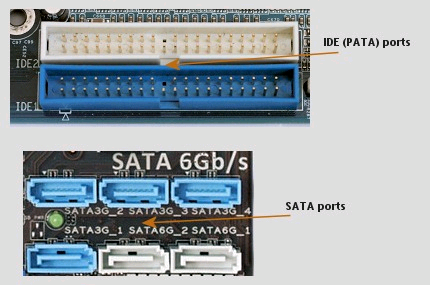 IDE2
IDE (PATA) ports
IDE1
SATA 6Gb/s
SATA3G_2 SATA3G_3 SATA3G_4
SATA ports
SATA3G_1 SATA6G_2 SATA6G_1